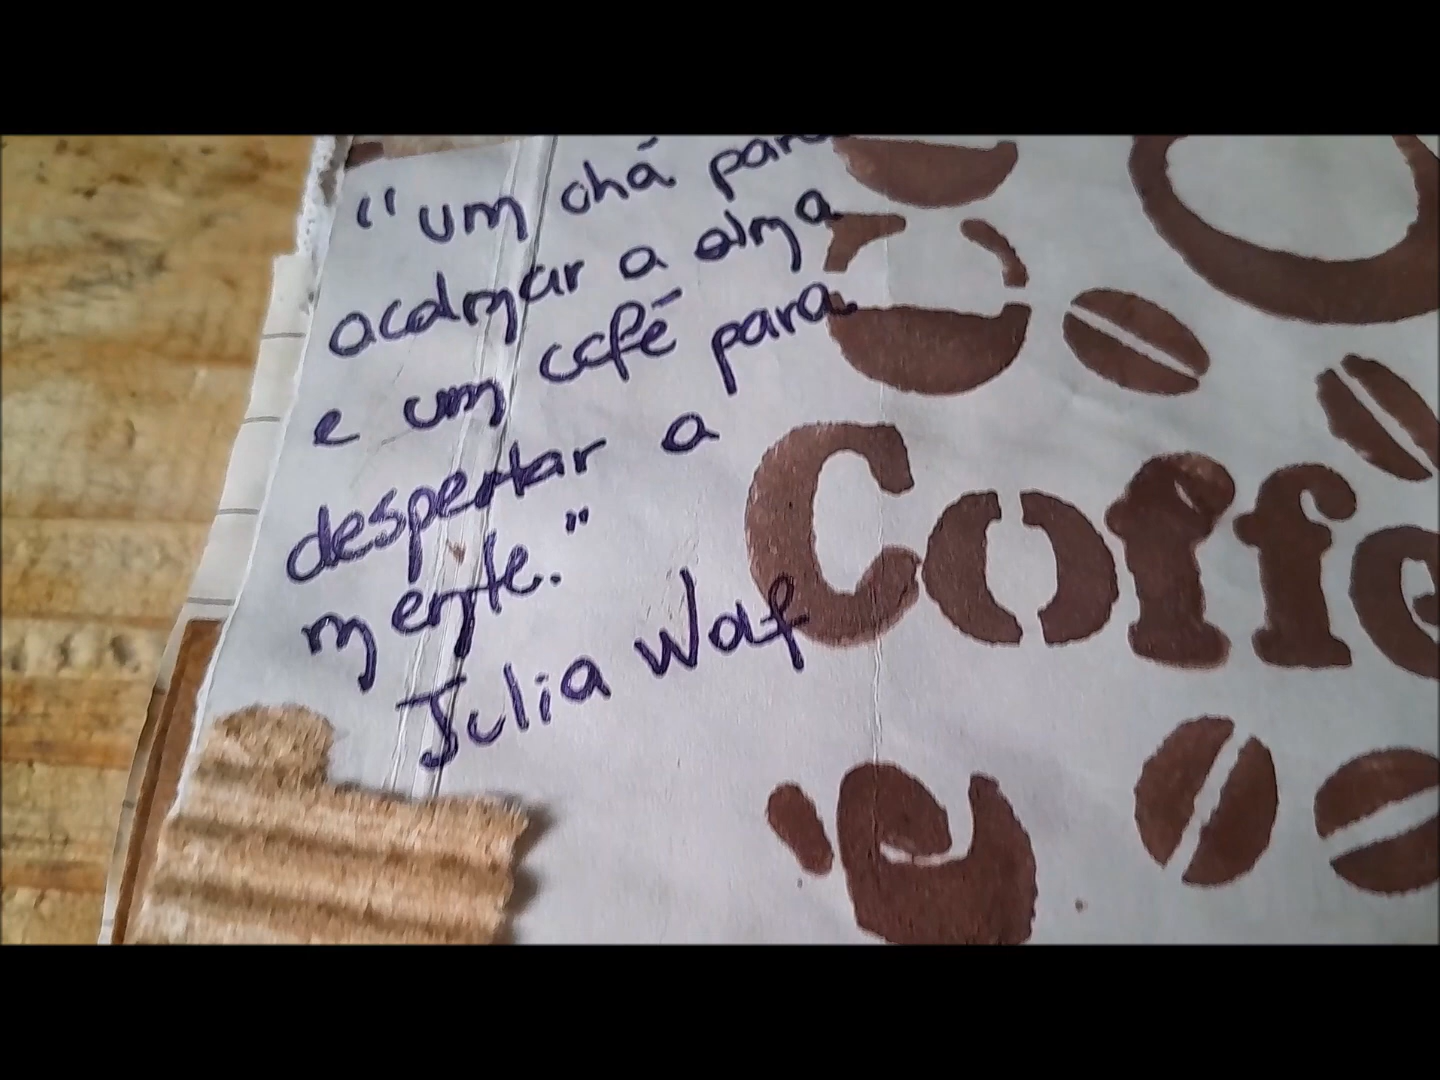 "um chá para
acalmar a alma
e um café para
despertar a
mente."
Julia Waf
Coffe